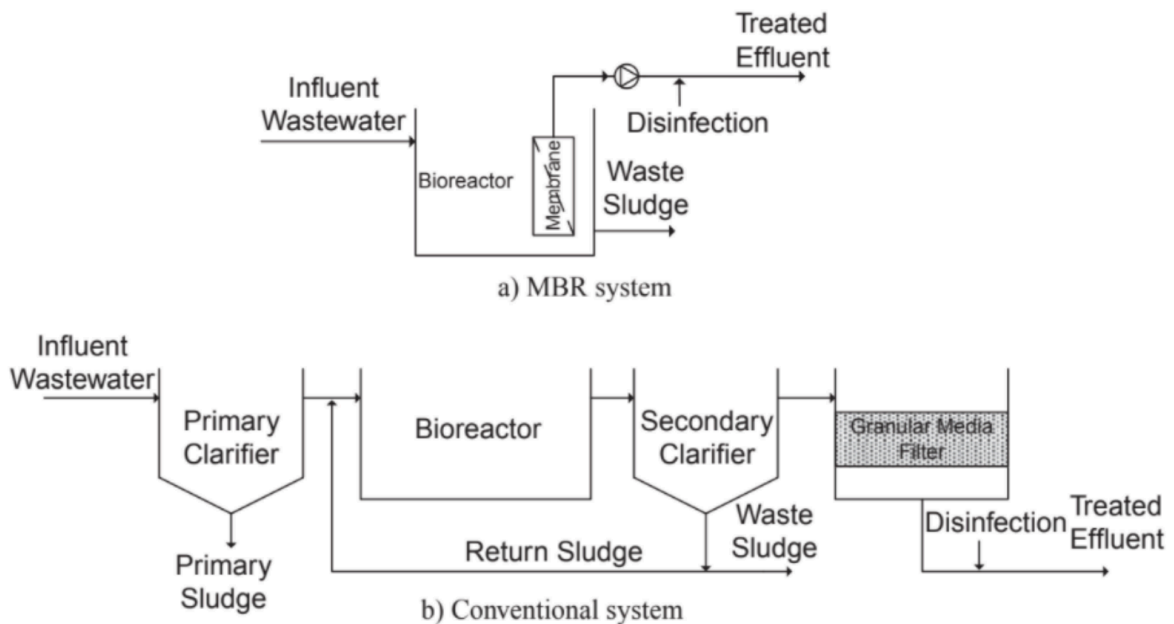 Treated
Effluent
Influent
Wastewater
Disinfection
Bioreactor
Membrane
Waste
Sludge
a) MBR system
Influent
Wastewater
Primary
Clarifier
Bioreactor
Secondary
Clarifier
Granular Media
Filter
Return Sludge
Waste
Sludge
Disinfection
Treated
Effluent
Primary
Sludge
b) Conventional system